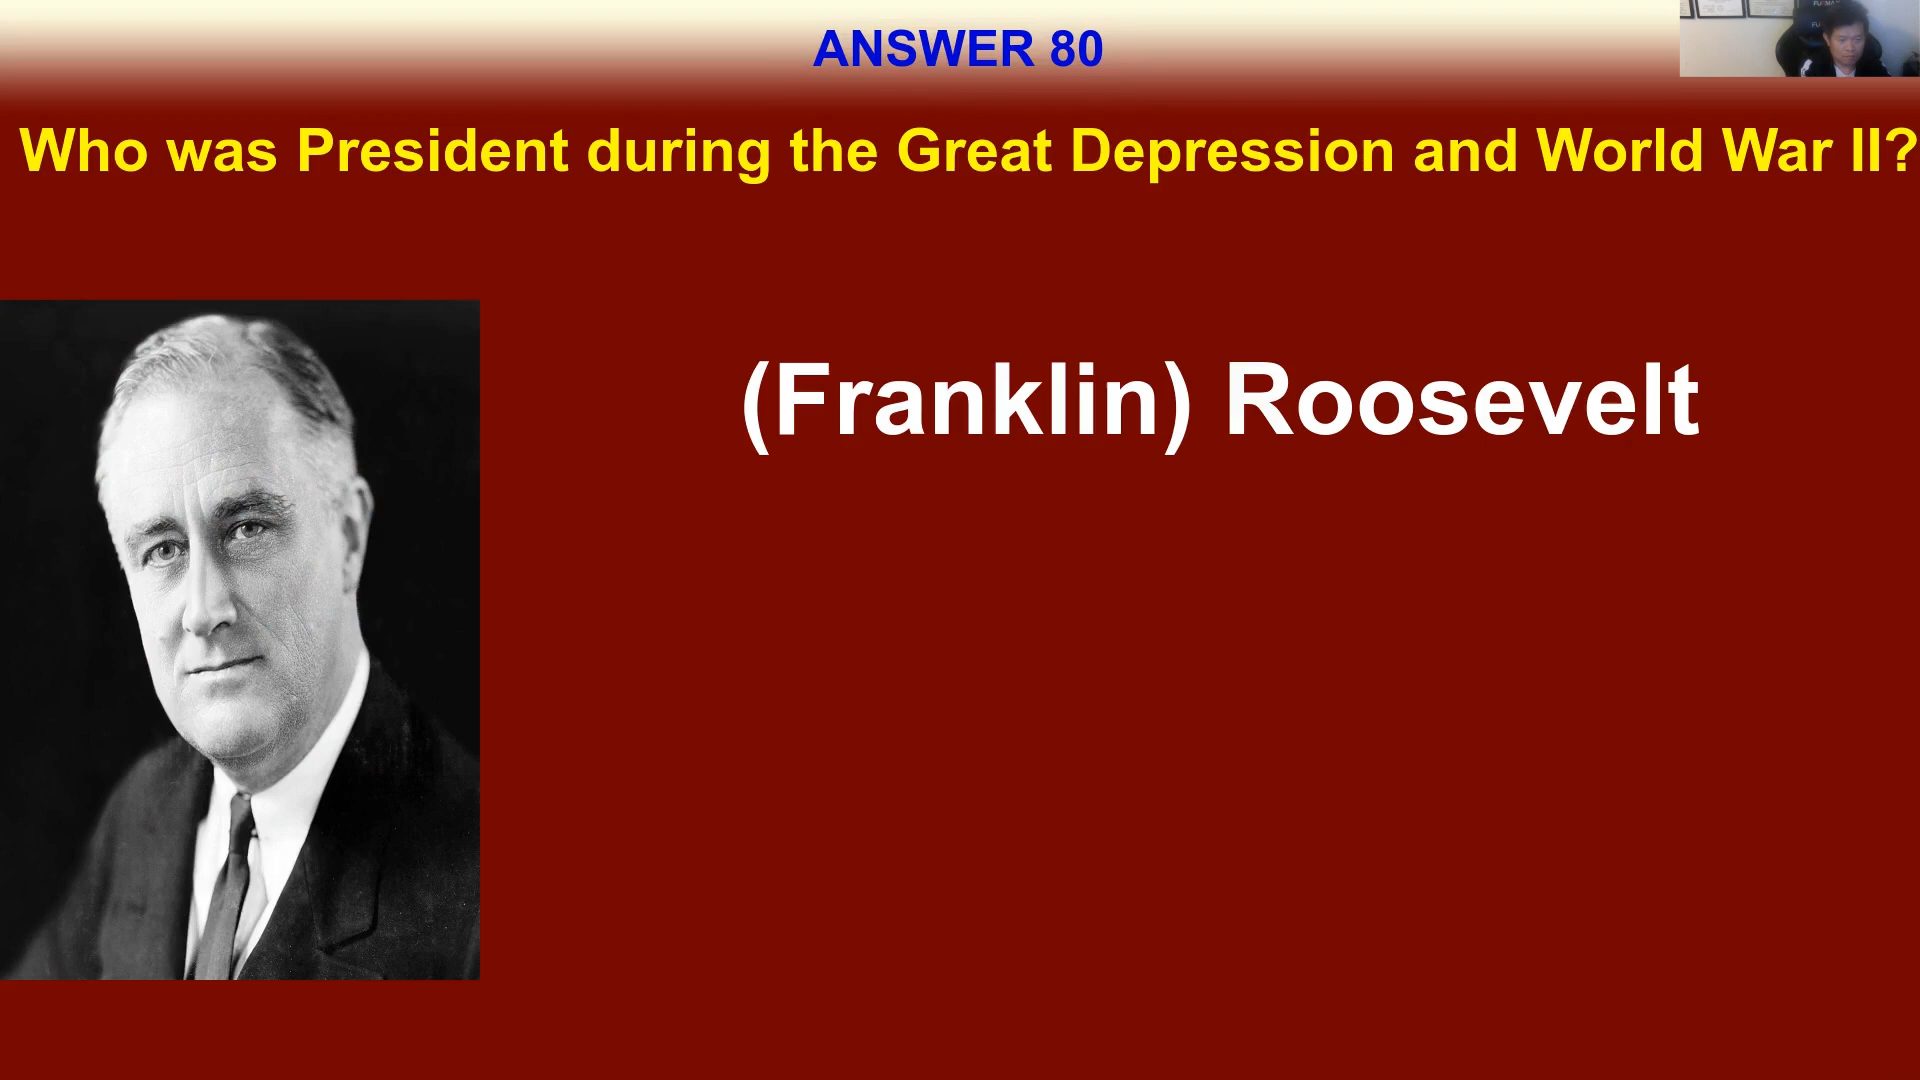 ANSWER 80
Who was President during the Great Depression and World War II?
(Franklin) Roosevelt